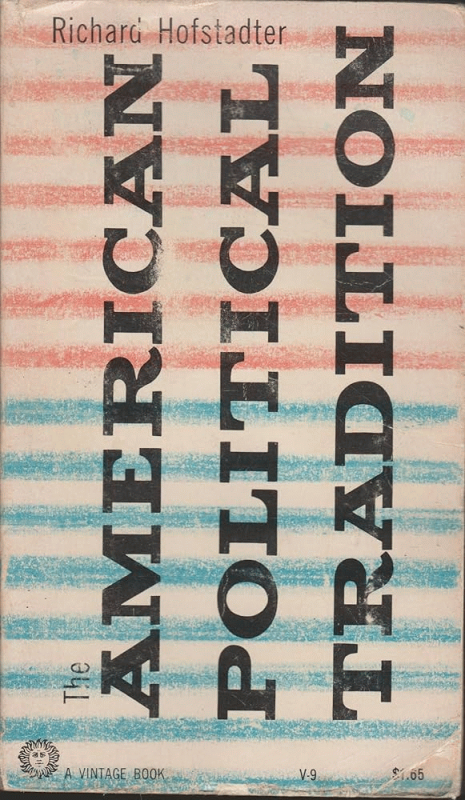 Richard Hofstadter
The
AMERICAN
POLITICAL
TRADITION
A VINTAGE BOOK
V-9
$1.65